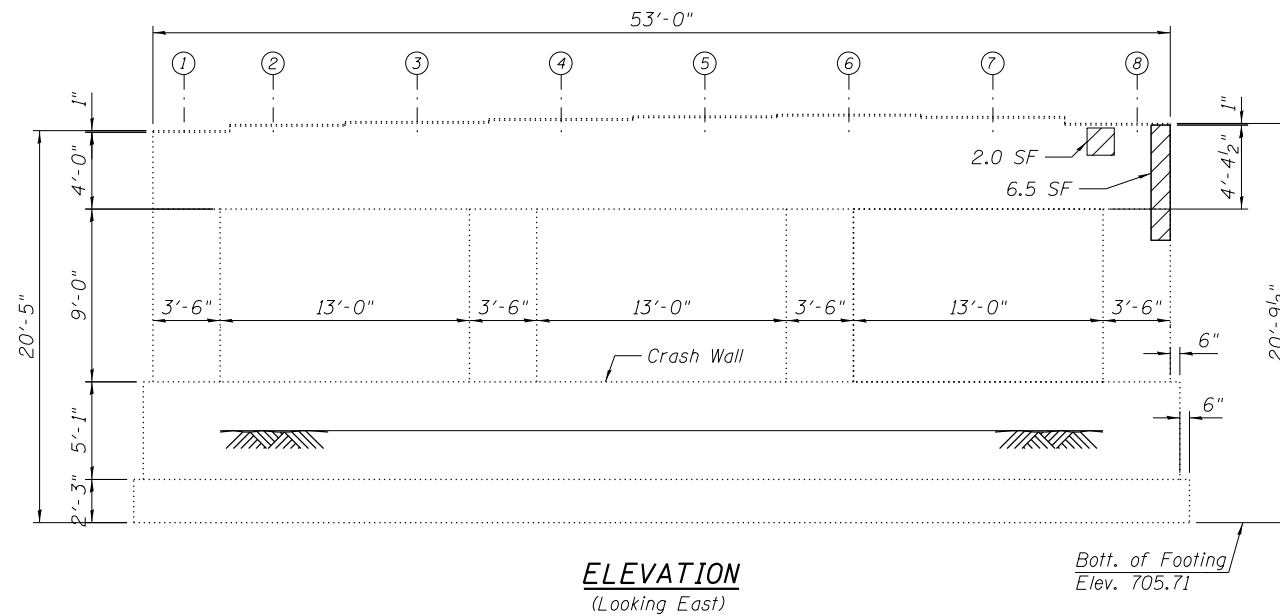 53'-0"
1 2 3 4 5 6 7 8
1"
1"
4'-0"
2.0 SF
6.5 SF
4'-4½"
9'-0"
20'-5"
3'-6" 13'-0" 3'-6" 13'-0" 3'-6" 13'-0" 3'-6"
20'-9½"
Crash Wall
6"
6"
5'-1"
2'-3"
ELEVATION
(Looking East)
Bott. of Footing
Elev. 705.71